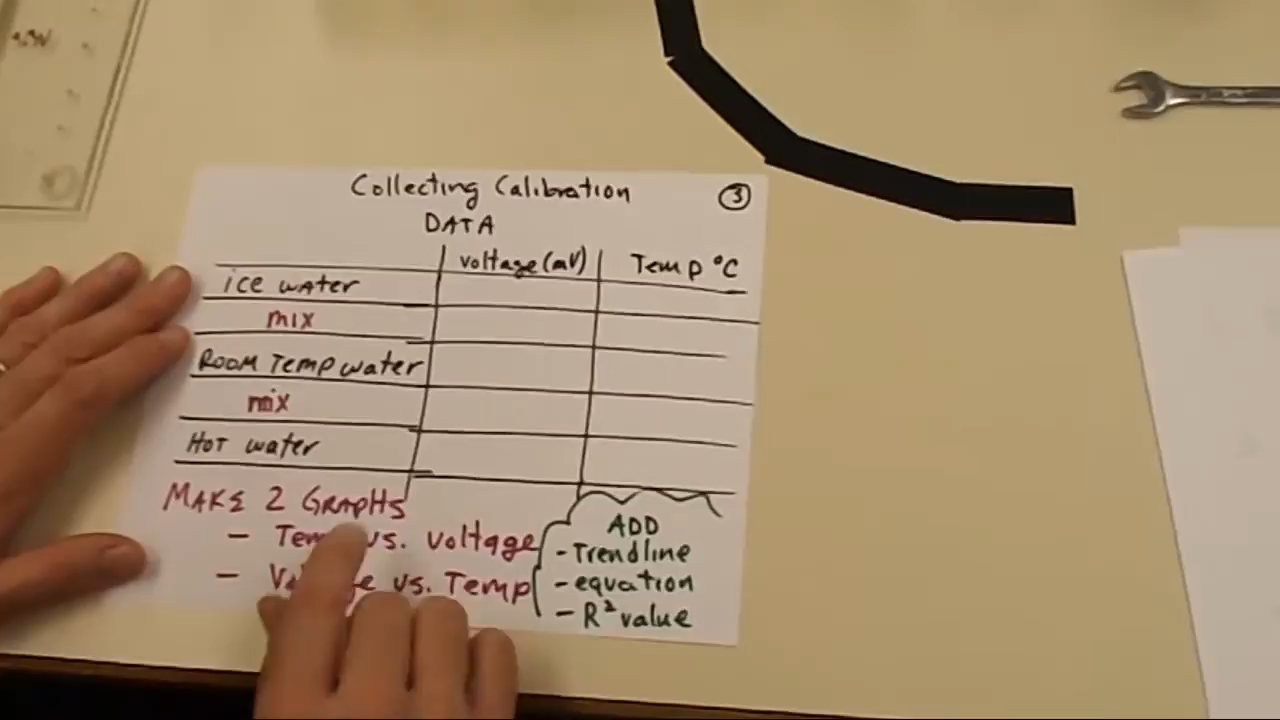 Collecting Calibration ③
DATA
voltage (mV) Temp °C
ice water
mix
Room Temp water
mix
Hot water
MAKE 2 GRAPHS
- vs. voltage
- vs. Temp
ADD
- Trendline
- equation
- R² value